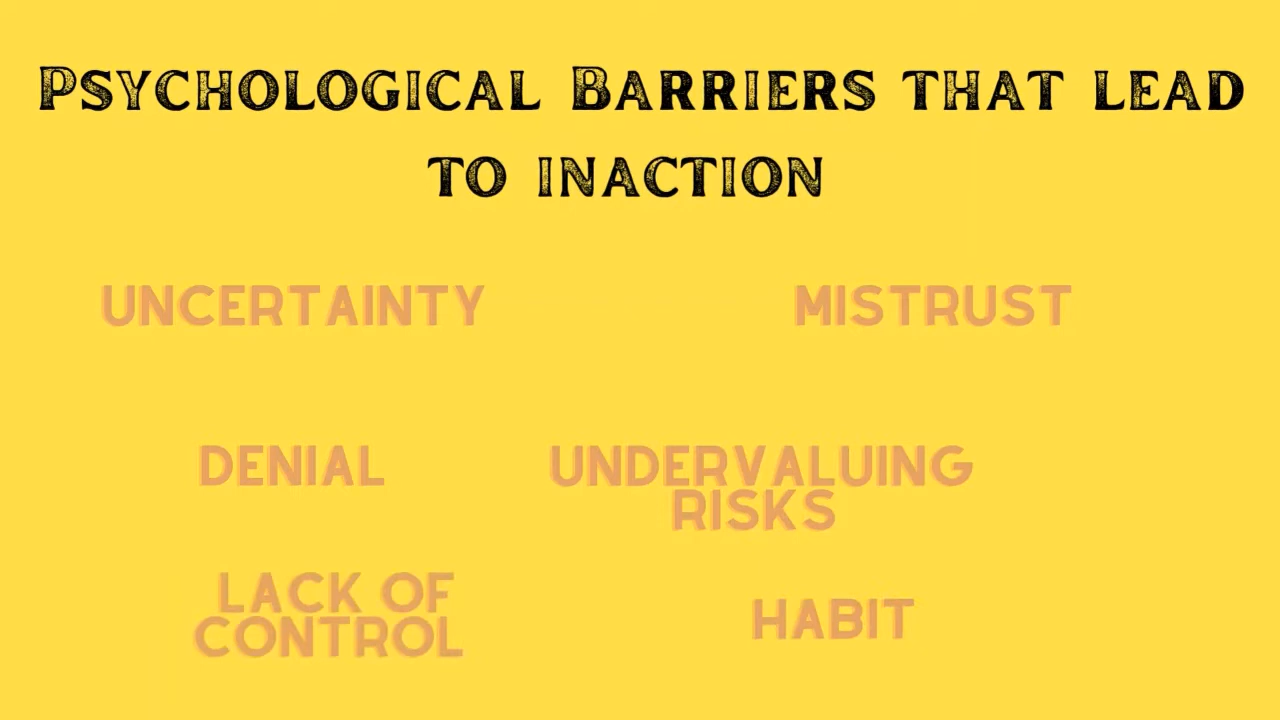 Psychological Barriers that lead
to inaction
UNCERTAINTY
MISTRUST
DENIAL
UNDERVALUING
RISKS
LACK OF
CONTROL
HABIT